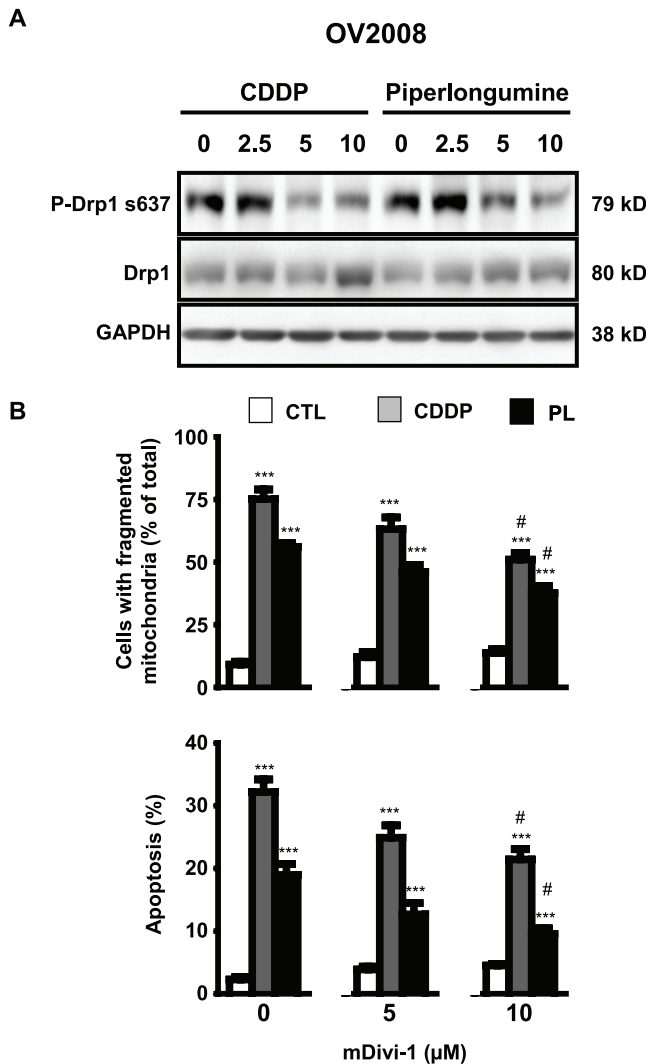 A
OV2008
CDDP Piperlongumine
0 2.5 5 10 0 2.5 5 10
P-Drp1 s637 79 kD
Drp1 80 kD
GAPDH 38 kD
B
CTL CDDP PL
Cells with fragmented
mitochondria (% of total)
100
75
50
25
0
*** *** *** *** # *** # ***
Apoptosis (%)
40
30
20
10
0
*** *** *** *** # *** # ***
0 5 10
mDivi-1 (µM)